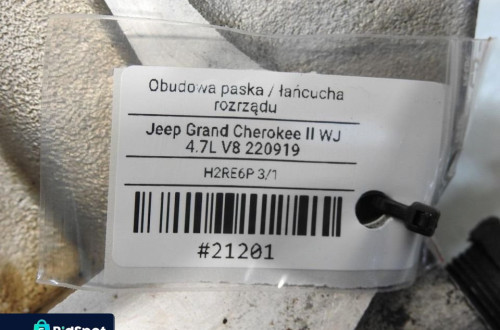 Obudowa paska / łańcucha
rozrządu
Jeep Grand Cherokee II WJ
4.7L V8 220919
H2RE6P 3/1
#21201